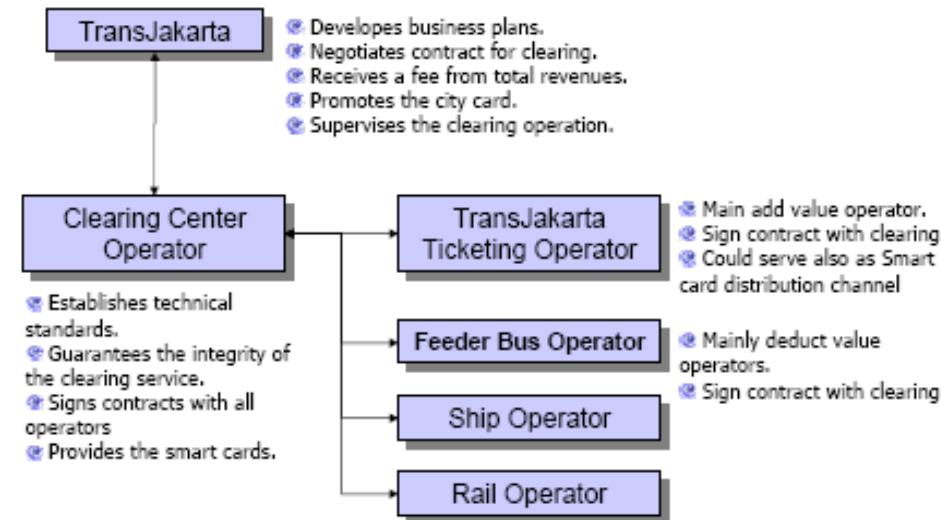 TransJakarta
Developes business plans.
Negotiates contract for clearing.
Receives a fee from total revenues.
Promotes the city card.
Supervises the clearing operation.
Clearing Center
Operator
Establishes technical
standards.
Guarantees the integrity of
the clearing service.
Signs contracts with all
operators
Provides the smart cards.
TransJakarta
Ticketing Operator
Main add value operator.
Sign contract with clearing
Could serve also as Smart
card distribution channel
Feeder Bus Operator
Mainly deduct value
operators.
Sign contract with clearing
Ship Operator
Rail Operator